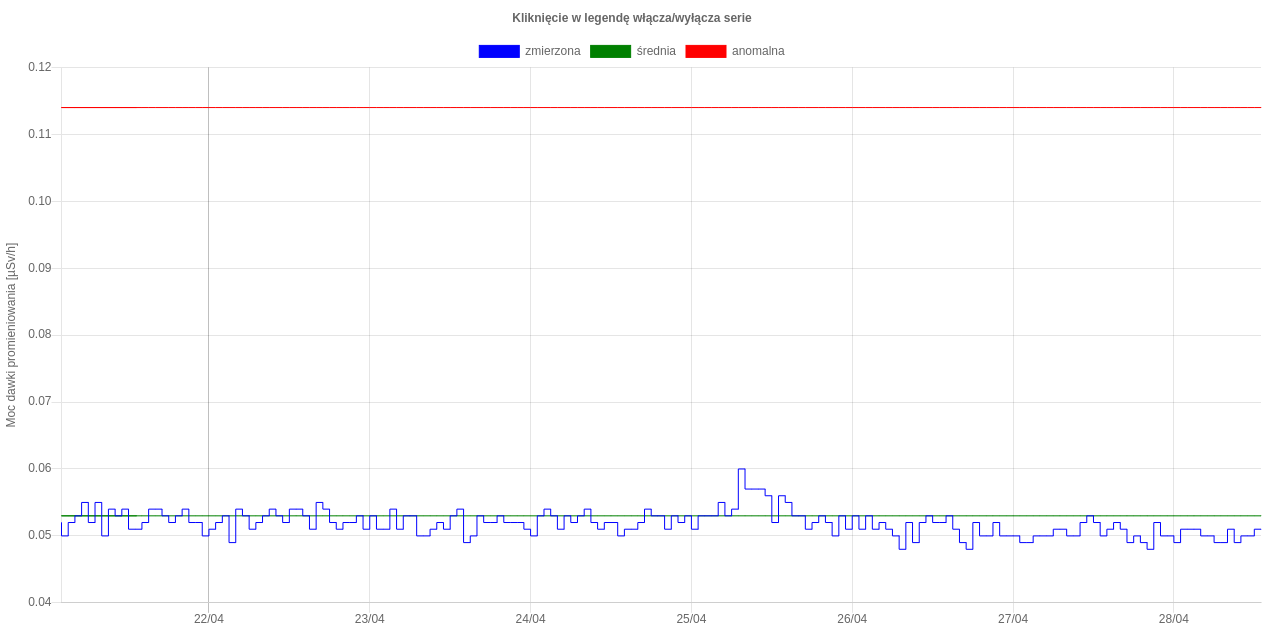 Kliknięcie w legendę włącza/wyłącza serie
zmierzona średnia anomalna
Moc dawki promieniowania [µSv/h]
0.12
0.11
0.10
0.09
0.08
0.07
0.06
0.05
0.04
22/04 23/04 24/04 25/04 26/04 27/04 28/04